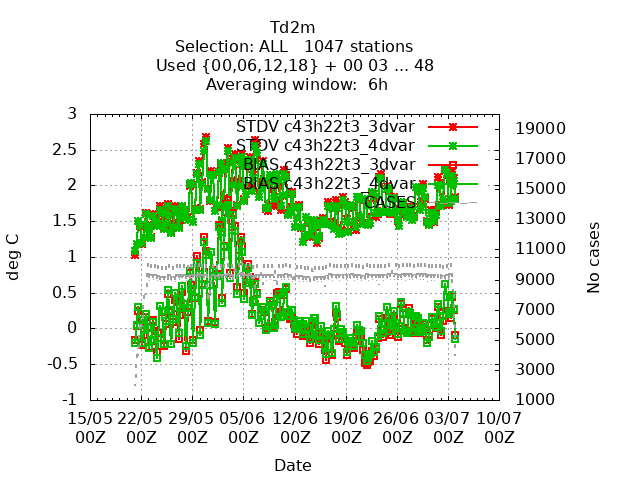 Td2m
Selection: ALL   1047 stations
Used {00,06,12,18} + 00 03 ... 48
Averaging window:  6h
STDV c43h22t3_3dvar
STDV c43h22t3_4dvar
BIAS c43h22t3_3dvar
BIAS c43h22t3_4dvar
CASES
deg C
3
2.5
2
1.5
1
0.5
0
-0.5
-1
No cases
19000
17000
15000
13000
11000
9000
7000
5000
3000
1000
15/05 22/05 29/05 05/06 12/06 19/06 26/06 03/07 10/07
00Z 00Z 00Z 00Z 00Z 00Z 00Z 00Z 00Z
Date